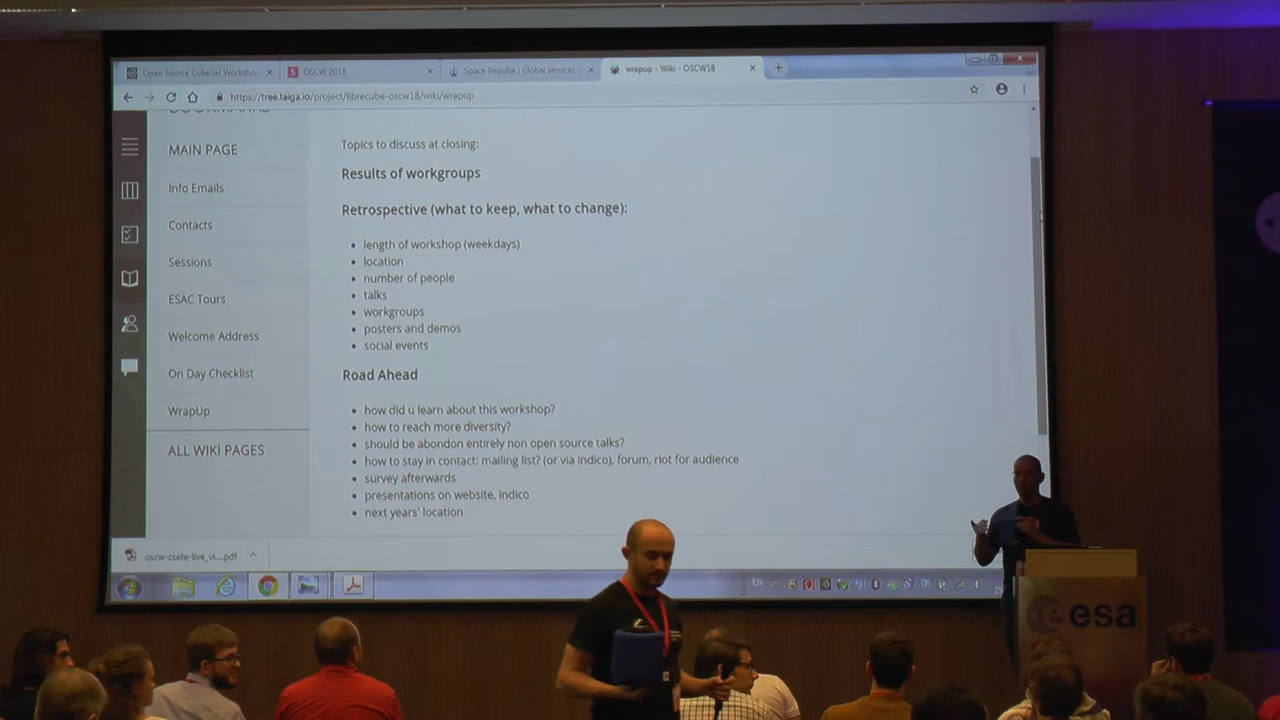 Open Source CubeSat Worksho
OSCW 2018
Space Impulse | Global services
wrapup - Wiki - OSCW18
https://tree.taiga.io/project/librecube-oscw18/wiki/wrapup
BOOKMARKS
MAIN PAGE
Info Emails
Contacts
Sessions
ESAC Tours
Welcome Address
On Day Checklist
WrapUp
ALL WIKI PAGES
Topics to discuss at closing:
Results of workgroups
Retrospective (what to keep, what to change):
• length of workshop (weekdays)
• location
• number of people
• talks
• workgroups
• posters and demos
• social events
Road Ahead
• how did u learn about this workshop?
• how to reach more diversity?
• should be abondon entirely non open source talks?
• how to stay in contact: mailing list? (or via indico), forum, riot for audience
• survey afterwards
• presentations on website, indico
• next years' location
oscw-csete-live_vi....pdf
EN
esa